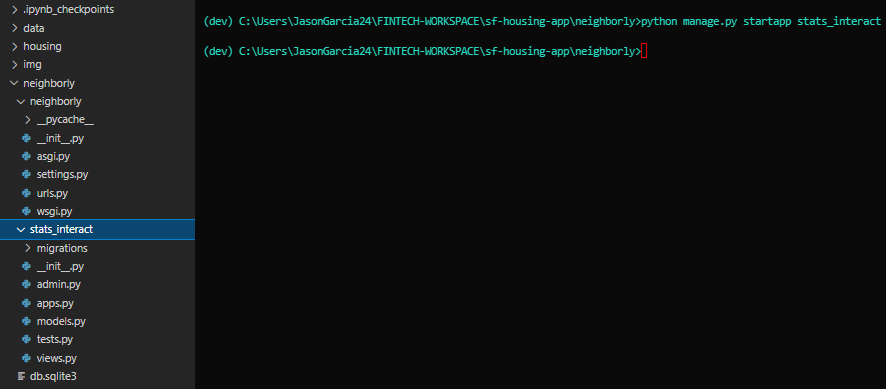 .ipynb_checkpoints
data
housing
img
neighborly
neighborly
__pycache__
__init__.py
asgi.py
settings.py
urls.py
wsgi.py
stats_interact
migrations
__init__.py
admin.py
apps.py
models.py
tests.py
views.py
db.sqlite3
(dev) C:\Users\JasonGarcia24\FINTECH-WORKSPACE\sf-housing-app\neighborly>python manage.py startapp stats_interact
(dev) C:\Users\JasonGarcia24\FINTECH-WORKSPACE\sf-housing-app\neighborly>